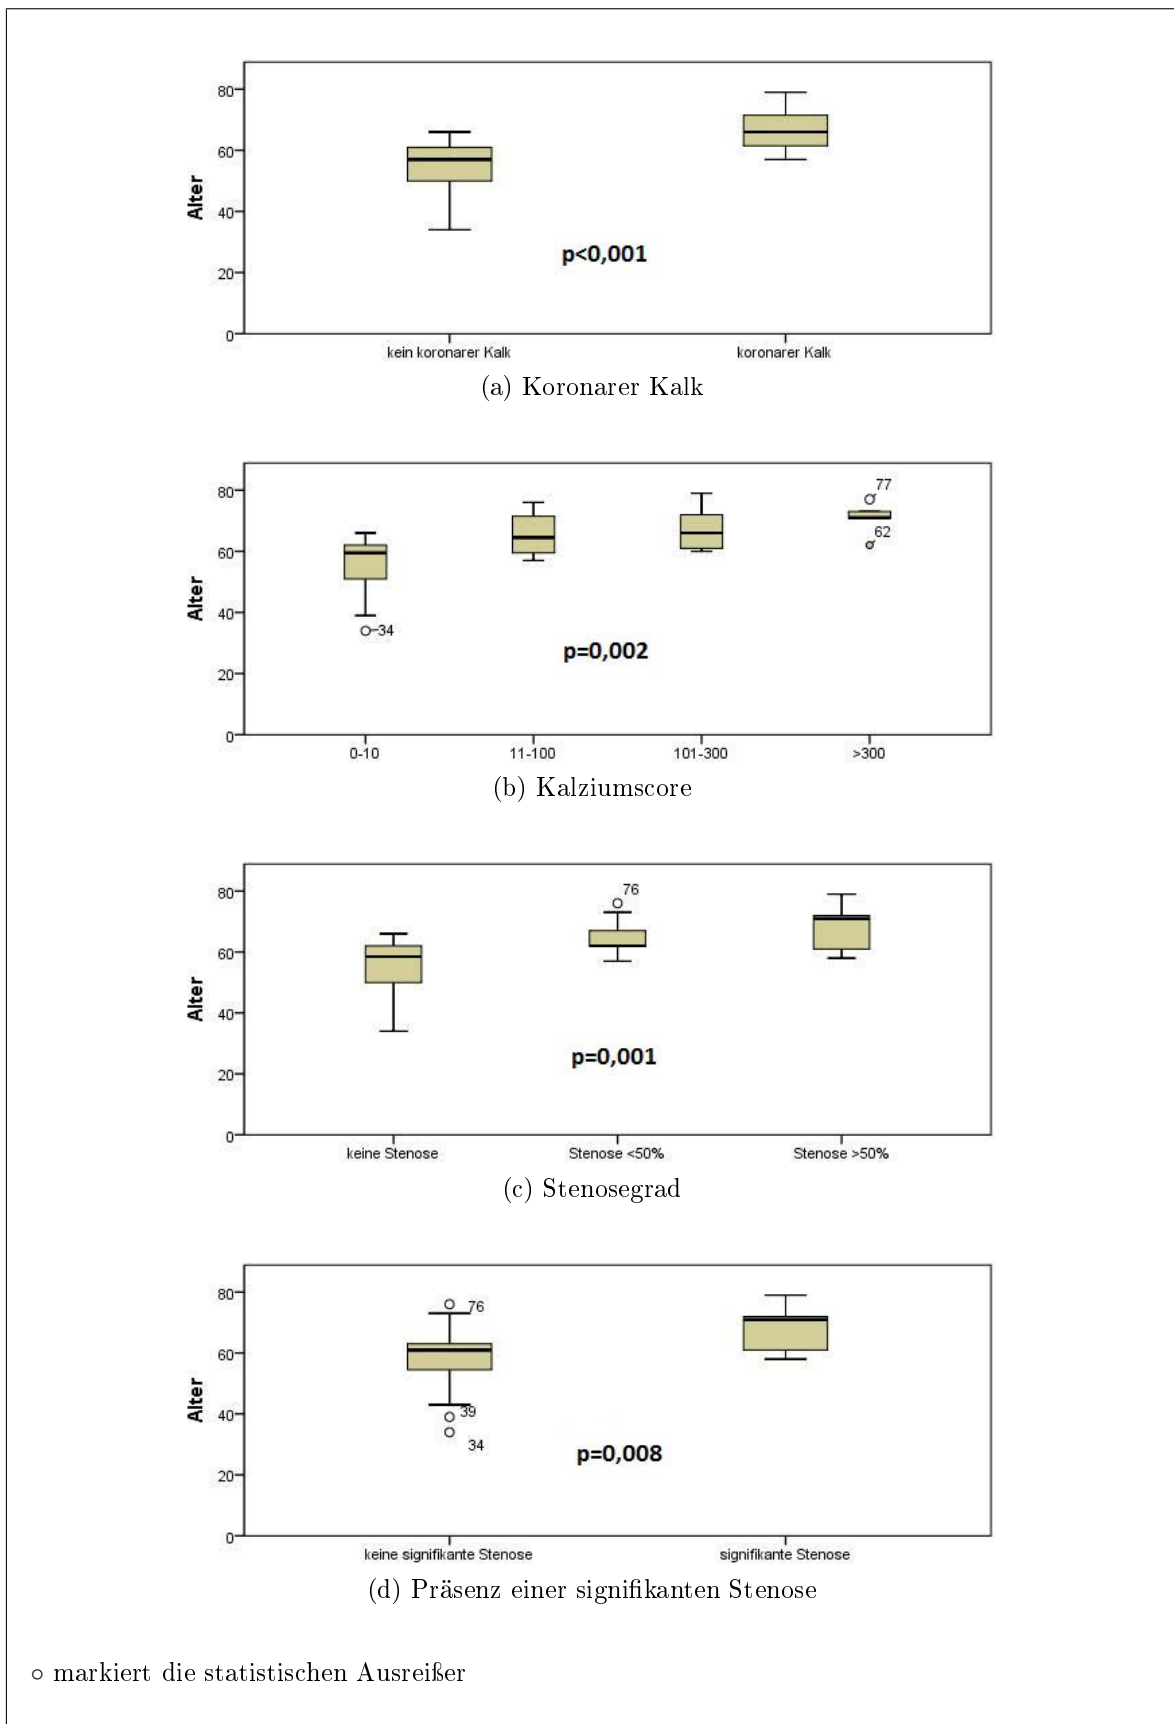 80
60
40
20
0
Alter
p<0,001
kein koronarer Kalk
koronarer Kalk
(a) Koronarer Kalk
80
60
40
20
0
Alter
77
62
34
p=0,002
0-10
11-100
101-300
>300
(b) Kalziumscore
80
60
40
20
0
Alter
76
p=0,001
keine Stenose
Stenose <50%
Stenose >50%
(c) Stenosegrad
80
60
40
20
0
Alter
76
39
34
p=0,008
keine signifikante Stenose
signifikante Stenose
(d) Präsenz einer signifikanten Stenose
○ markiert die statistischen Ausreißer